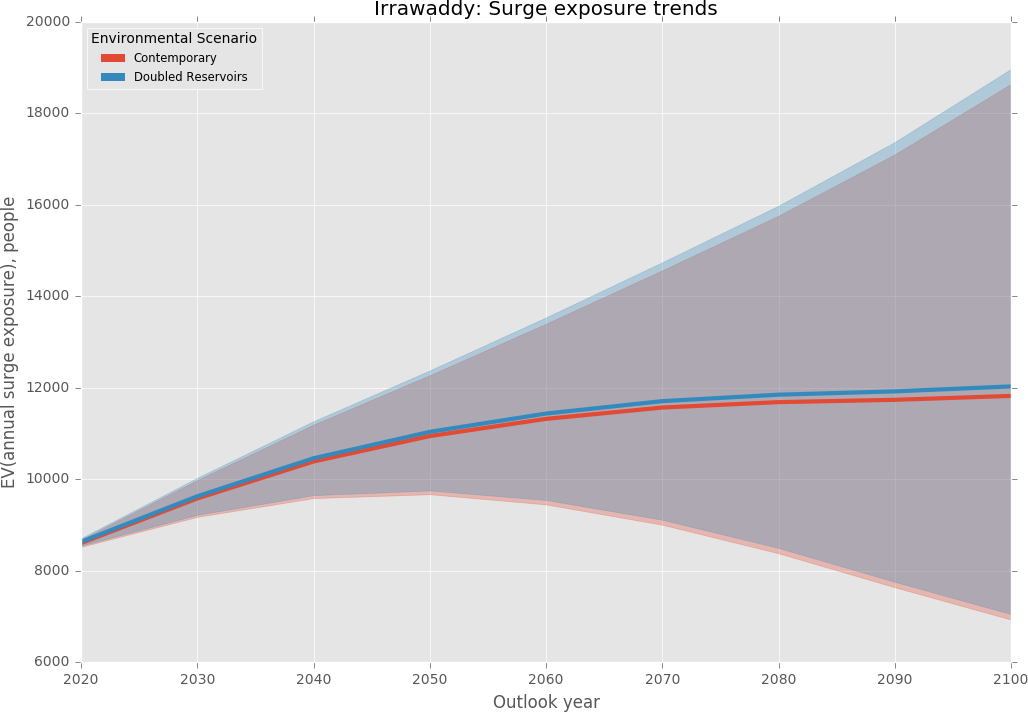 Irrawaddy: Surge exposure trends
Environmental Scenario
Contemporary
Doubled Reservoirs
EV(annual surge exposure), people
20000
18000
16000
14000
12000
10000
8000
6000
2020 2030 2040 2050 2060 2070 2080 2090 2100
Outlook year